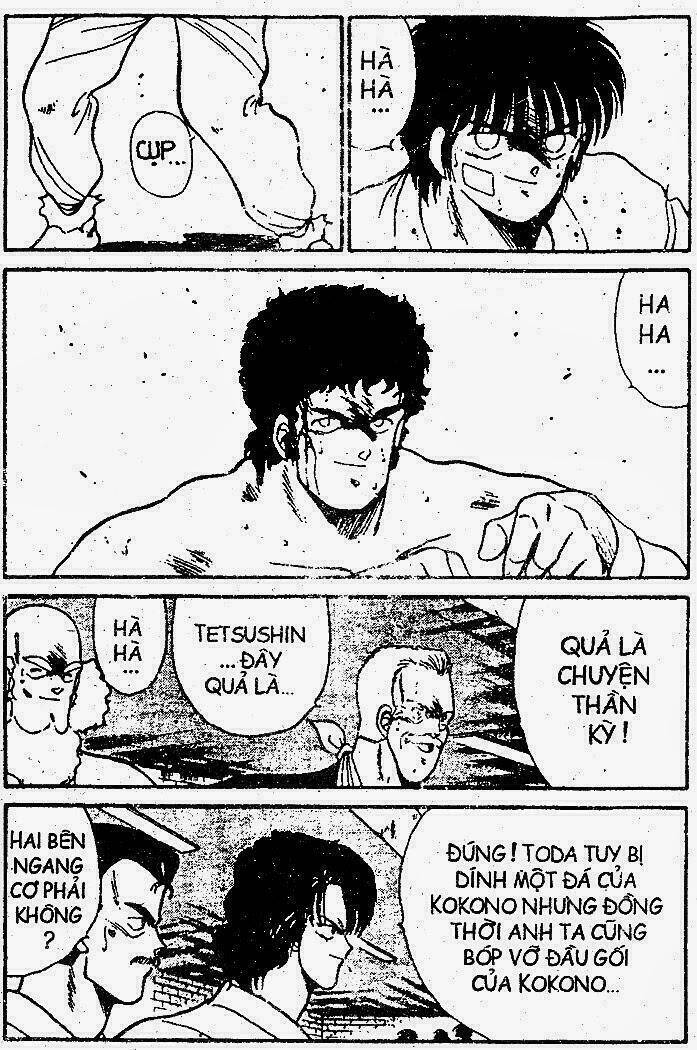 CỤP...
HÀ
HÀ
...
HA
HA
...
HÀ
HÀ...
TETSUSHIN
...ĐÂY
QUẢ LÀ...
QUẢ LÀ
CHUYỆN
THẦN
KỲ!
HAI BÊN
NGANG
CƠ PHẢI
KHÔNG
?
ĐÚNG! TODA TUY BỊ
DÍNH MỘT ĐÁ CỦA
KOKONO NHƯNG ĐỒNG
THỜI ANH TA CŨNG
BÓP VỠ ĐẦU GỐI
CỦA KOKONO...